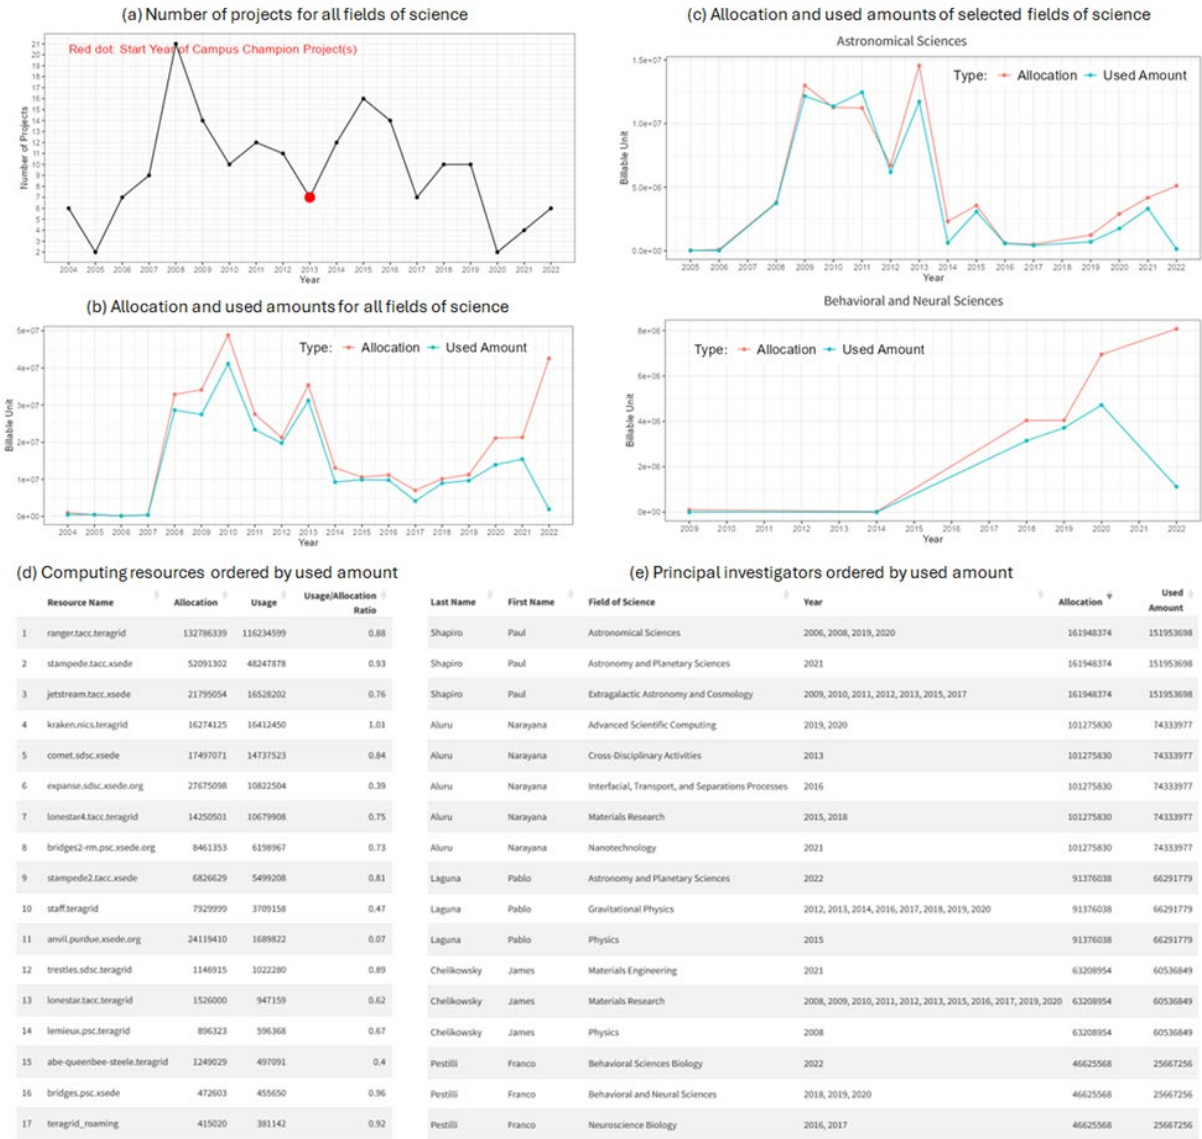 (a) Number of projects for all fields of science
Red dot: Start Year of Campus Champion Project(s)
Number of Projects
21
20
19
18
17
16
15
14
13
12
11
10
9
8
7
6
5
4
3
2
2004 2005 2006 2007 2008 2009 2010 2011 2012 2013 2014 2015 2016 2017 2018 2019 2020 2021 2022
Year
(b) Allocation and used amounts for all fields of science
Type: Allocation Used Amount
Billable Unit
5e+07
4e+07
3e+07
2e+07
1e+07
0e+00
2004 2005 2006 2007 2008 2009 2010 2011 2012 2013 2014 2015 2016 2017 2018 2019 2020 2021 2022
Year
(c) Allocation and used amounts of selected fields of science
Astronomical Sciences
Type: Allocation Used Amount
Billable Unit
1.5e+07
1.0e+07
5.0e+06
0.0e+00
2005 2006 2007 2008 2009 2010 2011 2012 2013 2014 2015 2016 2017 2018 2019 2020 2021 2022
Year
Behavioral and Neural Sciences
Type: Allocation Used Amount
Billable Unit
8e+06
6e+06
4e+06
2e+06
0e+00
2009 2010 2011 2012 2013 2014 2015 2016 2017 2018 2019 2020 2021 2022
Year
(d) Computing resources ordered by used amount
Resource Name Allocation Usage Usage/Allocation Ratio
1 ranger.tacc.teragrid 132786339 116234599 0.88
2 stampede.tacc.xsede 52091302 48247878 0.93
3 jetstream.tacc.xsede 21795054 16528202 0.76
4 kraken.nics.teragrid 16274125 16412450 1.01
5 comet.sdsc.xsede 17497071 14737523 0.84
6 expanse.sdsc.xsede.org 27675098 10822504 0.39
7 lonestar4.tacc.teragrid 14250501 10679908 0.75
8 bridges2-rm.psc.xsede.org 8461353 6198967 0.73
9 stampede2.tacc.xsede 6826629 5499208 0.81
10 staff.teragrid 7929999 3709158 0.47
11 anvil.purdue.xsede.org 24119410 1689822 0.07
12 trestles.sdsc.teragrid 1146915 1022280 0.89
13 lonestar.tacc.teragrid 1526000 947159 0.62
14 lemieux.psc.teragrid 896323 596368 0.67
15 abe-queenbee-steele.teragrid 1249029 497091 0.4
16 bridges.psc.xsede 472603 455650 0.96
17 teragrid_roaming 415020 381142 0.92
(e) Principal investigators ordered by used amount
Last Name First Name Field of Science Year Allocation Used Amount
Shapiro Paul Astronomical Sciences 2006, 2008, 2019, 2020 161948374 151953698
Shapiro Paul Astronomy and Planetary Sciences 2021 161948374 151953698
Shapiro Paul Extragalactic Astronomy and Cosmology 2009, 2010, 2011, 2012, 2013, 2015, 2017 161948374 151953698
Aluru Narayana Advanced Scientific Computing 2019, 2020 101275830 74333977
Aluru Narayana Cross-Disciplinary Activities 2013 101275830 74333977
Aluru Narayana Interfacial, Transport, and Separations Processes 2016 101275830 74333977
Aluru Narayana Materials Research 2015, 2018 101275830 74333977
Aluru Narayana Nanotechnology 2021 101275830 74333977
Laguna Pablo Astronomy and Planetary Sciences 2022 91376038 66291779
Laguna Pablo Gravitational Physics 2012, 2013, 2014, 2016, 2017, 2018, 2019, 2020 91376038 66291779
Laguna Pablo Physics 2015 91376038 66291779
Chelikowsky James Materials Engineering 2021 63208954 60536849
Chelikowsky James Materials Research 2008, 2009, 2010, 2011, 2012, 2013, 2015, 2016, 2017, 2019, 2020 63208954 60536849
Chelikowsky James Physics 2008 63208954 60536849
Pestilli Franco Behavioral Sciences Biology 2022 46625568 25667256
Pestilli Franco Behavioral and Neural Sciences 2018, 2019, 2020 46625568 25667256
Pestilli Franco Neuroscience Biology 2016, 2017 46625568 25667256